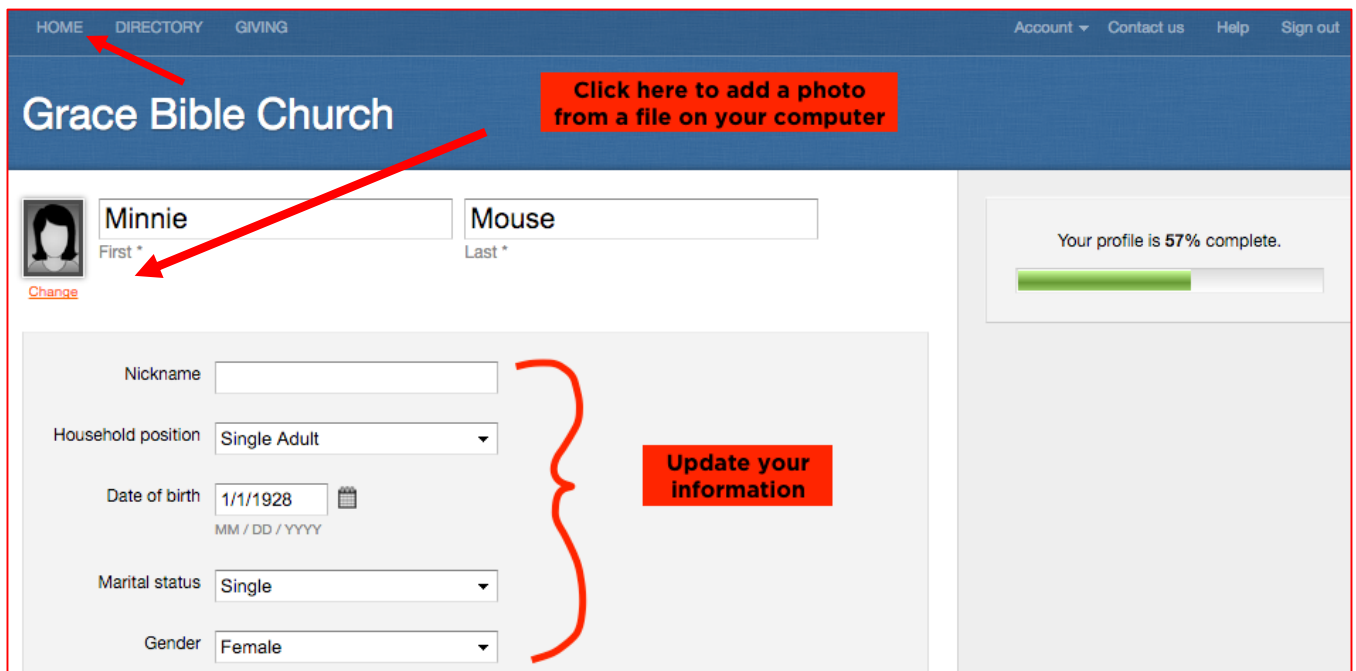 HOME DIRECTORY GIVING Account Contact us Help Sign out
Grace Bible Church
Click here to add a photo
from a file on your computer
Minnie Mouse
First * Last *
Change
Your profile is 57% complete.
Nickname
Household position Single Adult
Date of birth 1/1/1928
MM / DD / YYYY
Update your
information
Marital status Single
Gender Female